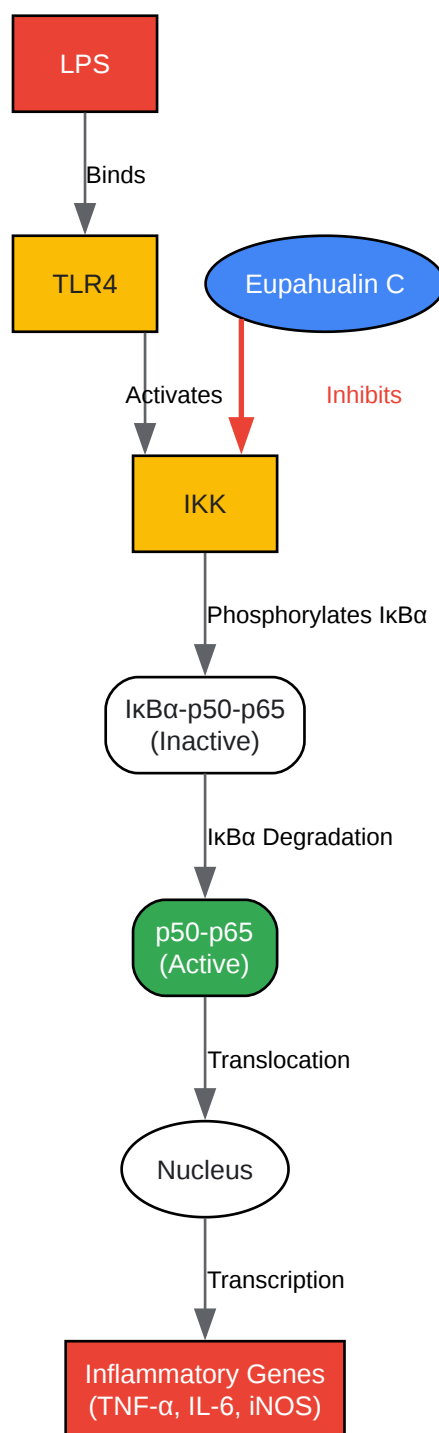 LPS
Binds
TLR4
Eupahualin C
Activates
Inhibits
IKK
Phosphorylates IκBα
IκBα-p50-p65
(Inactive)
IκBα Degradation
p50-p65
(Active)
Translocation
Nucleus
Transcription
Inflammatory Genes
(TNF-α, IL-6, iNOS)